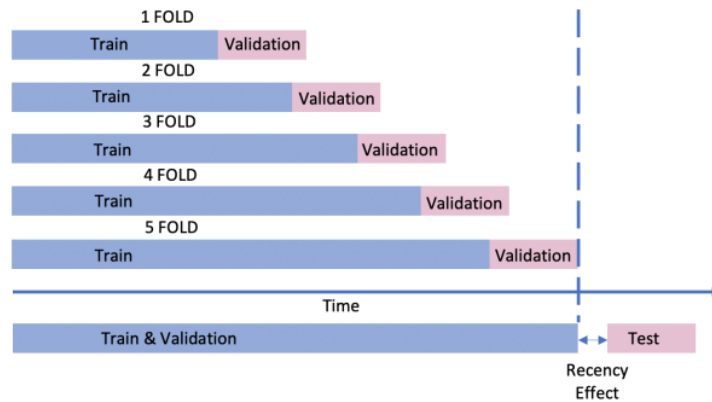 1 FOLD
Train Validation
2 FOLD
Train Validation
3 FOLD
Train Validation
4 FOLD
Train Validation
5 FOLD
Train Validation
Time
Train & Validation Test
Recency
Effect